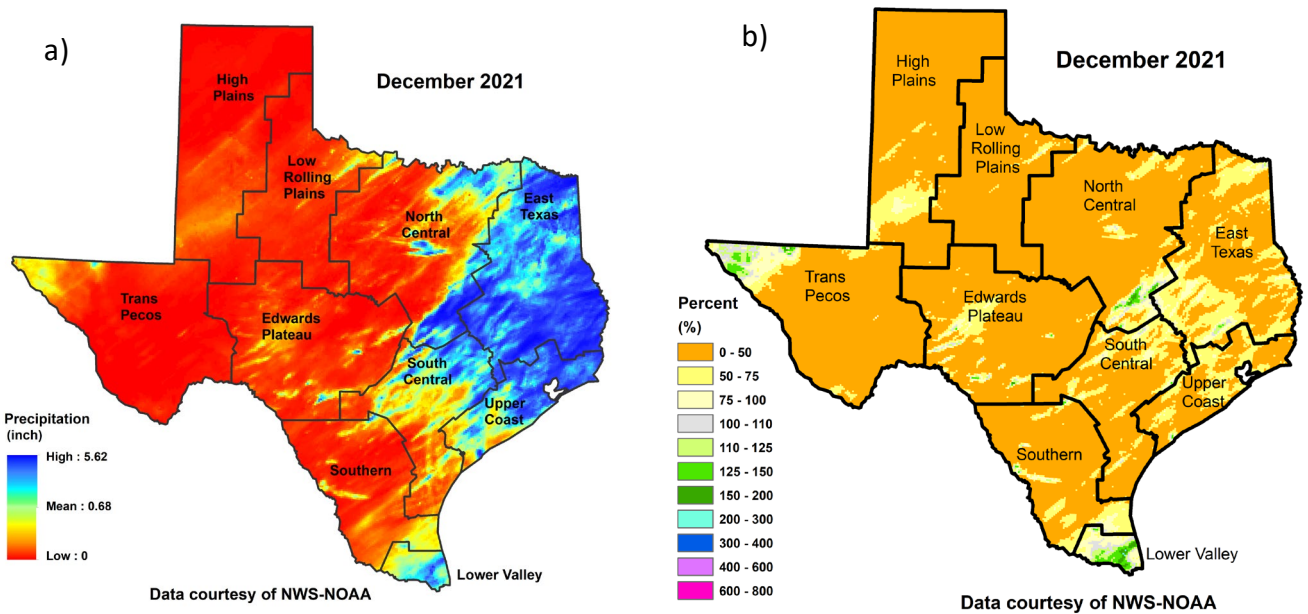 a)
December 2021
High
Plains
Low
Rolling
Plains
North
Central
East
Texas
Trans
Pecos
Edwards
Plateau
South
Central
Upper
Coast
Southern
Lower Valley
Precipitation
(inch)
High : 5.62
Mean : 0.68
Low : 0
Data courtesy of NWS-NOAA
b)
December 2021
High
Plains
Low
Rolling
Plains
North
Central
East
Texas
Trans
Pecos
Edwards
Plateau
South
Central
Upper
Coast
Southern
Lower Valley
Percent
(%)
0 - 50
50 - 75
75 - 100
100 - 110
110 - 125
125 - 150
150 - 200
200 - 300
300 - 400
400 - 600
600 - 800
Data courtesy of NWS-NOAA